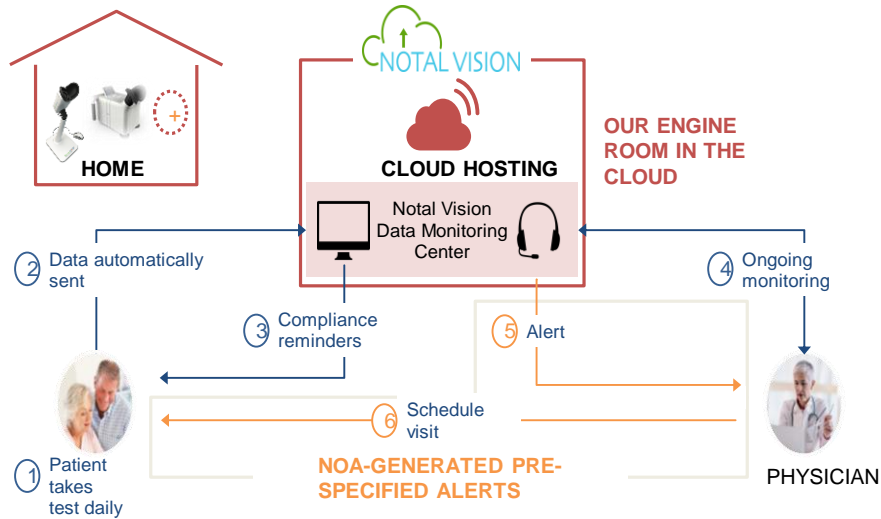 NOTAL VISION
HOME
CLOUD HOSTING
OUR ENGINE
ROOM IN THE
CLOUD
Notal Vision
Data Monitoring
Center
2 Data automatically
sent
4 Ongoing
monitoring
3 Compliance
reminders
5 Alert
6 Schedule
visit
1 Patient
takes
test daily
NOA-GENERATED PRE-
SPECIFIED ALERTS
PHYSICIAN